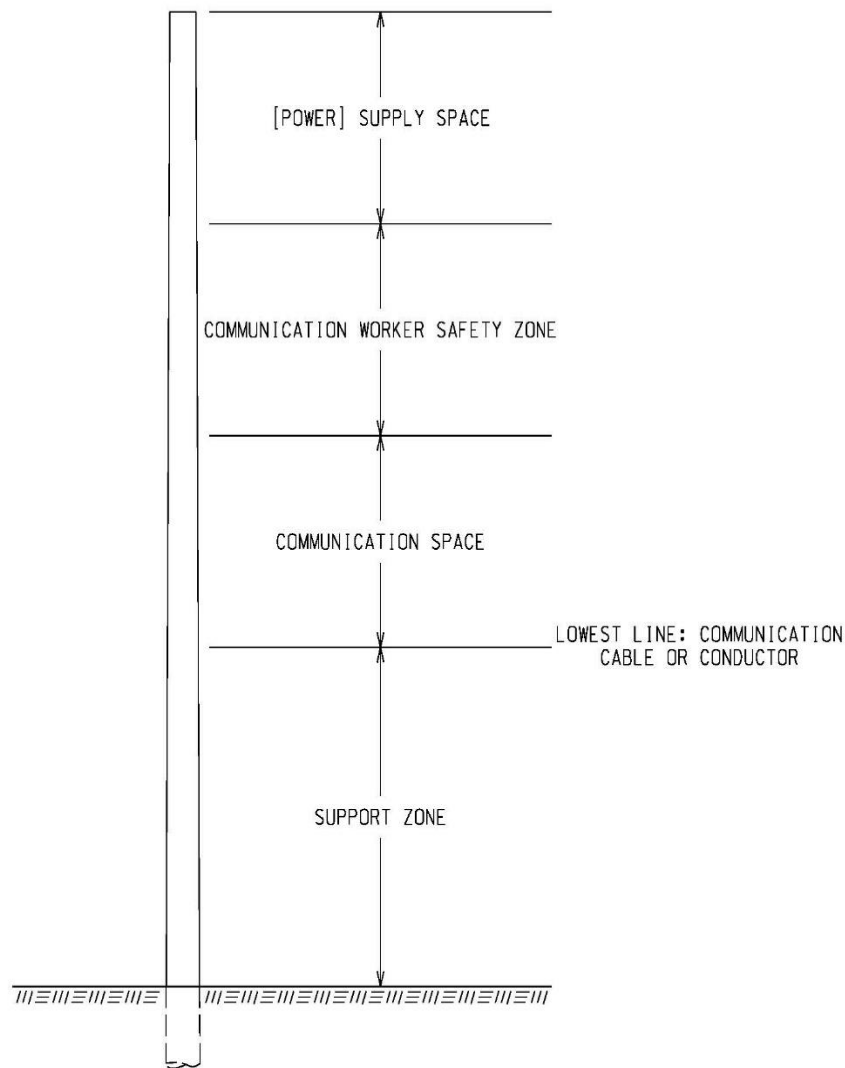 [POWER] SUPPLY SPACE
COMMUNICATION WORKER SAFETY ZONE
COMMUNICATION SPACE
LOWEST LINE: COMMUNICATION
CABLE OR CONDUCTOR
SUPPORT ZONE